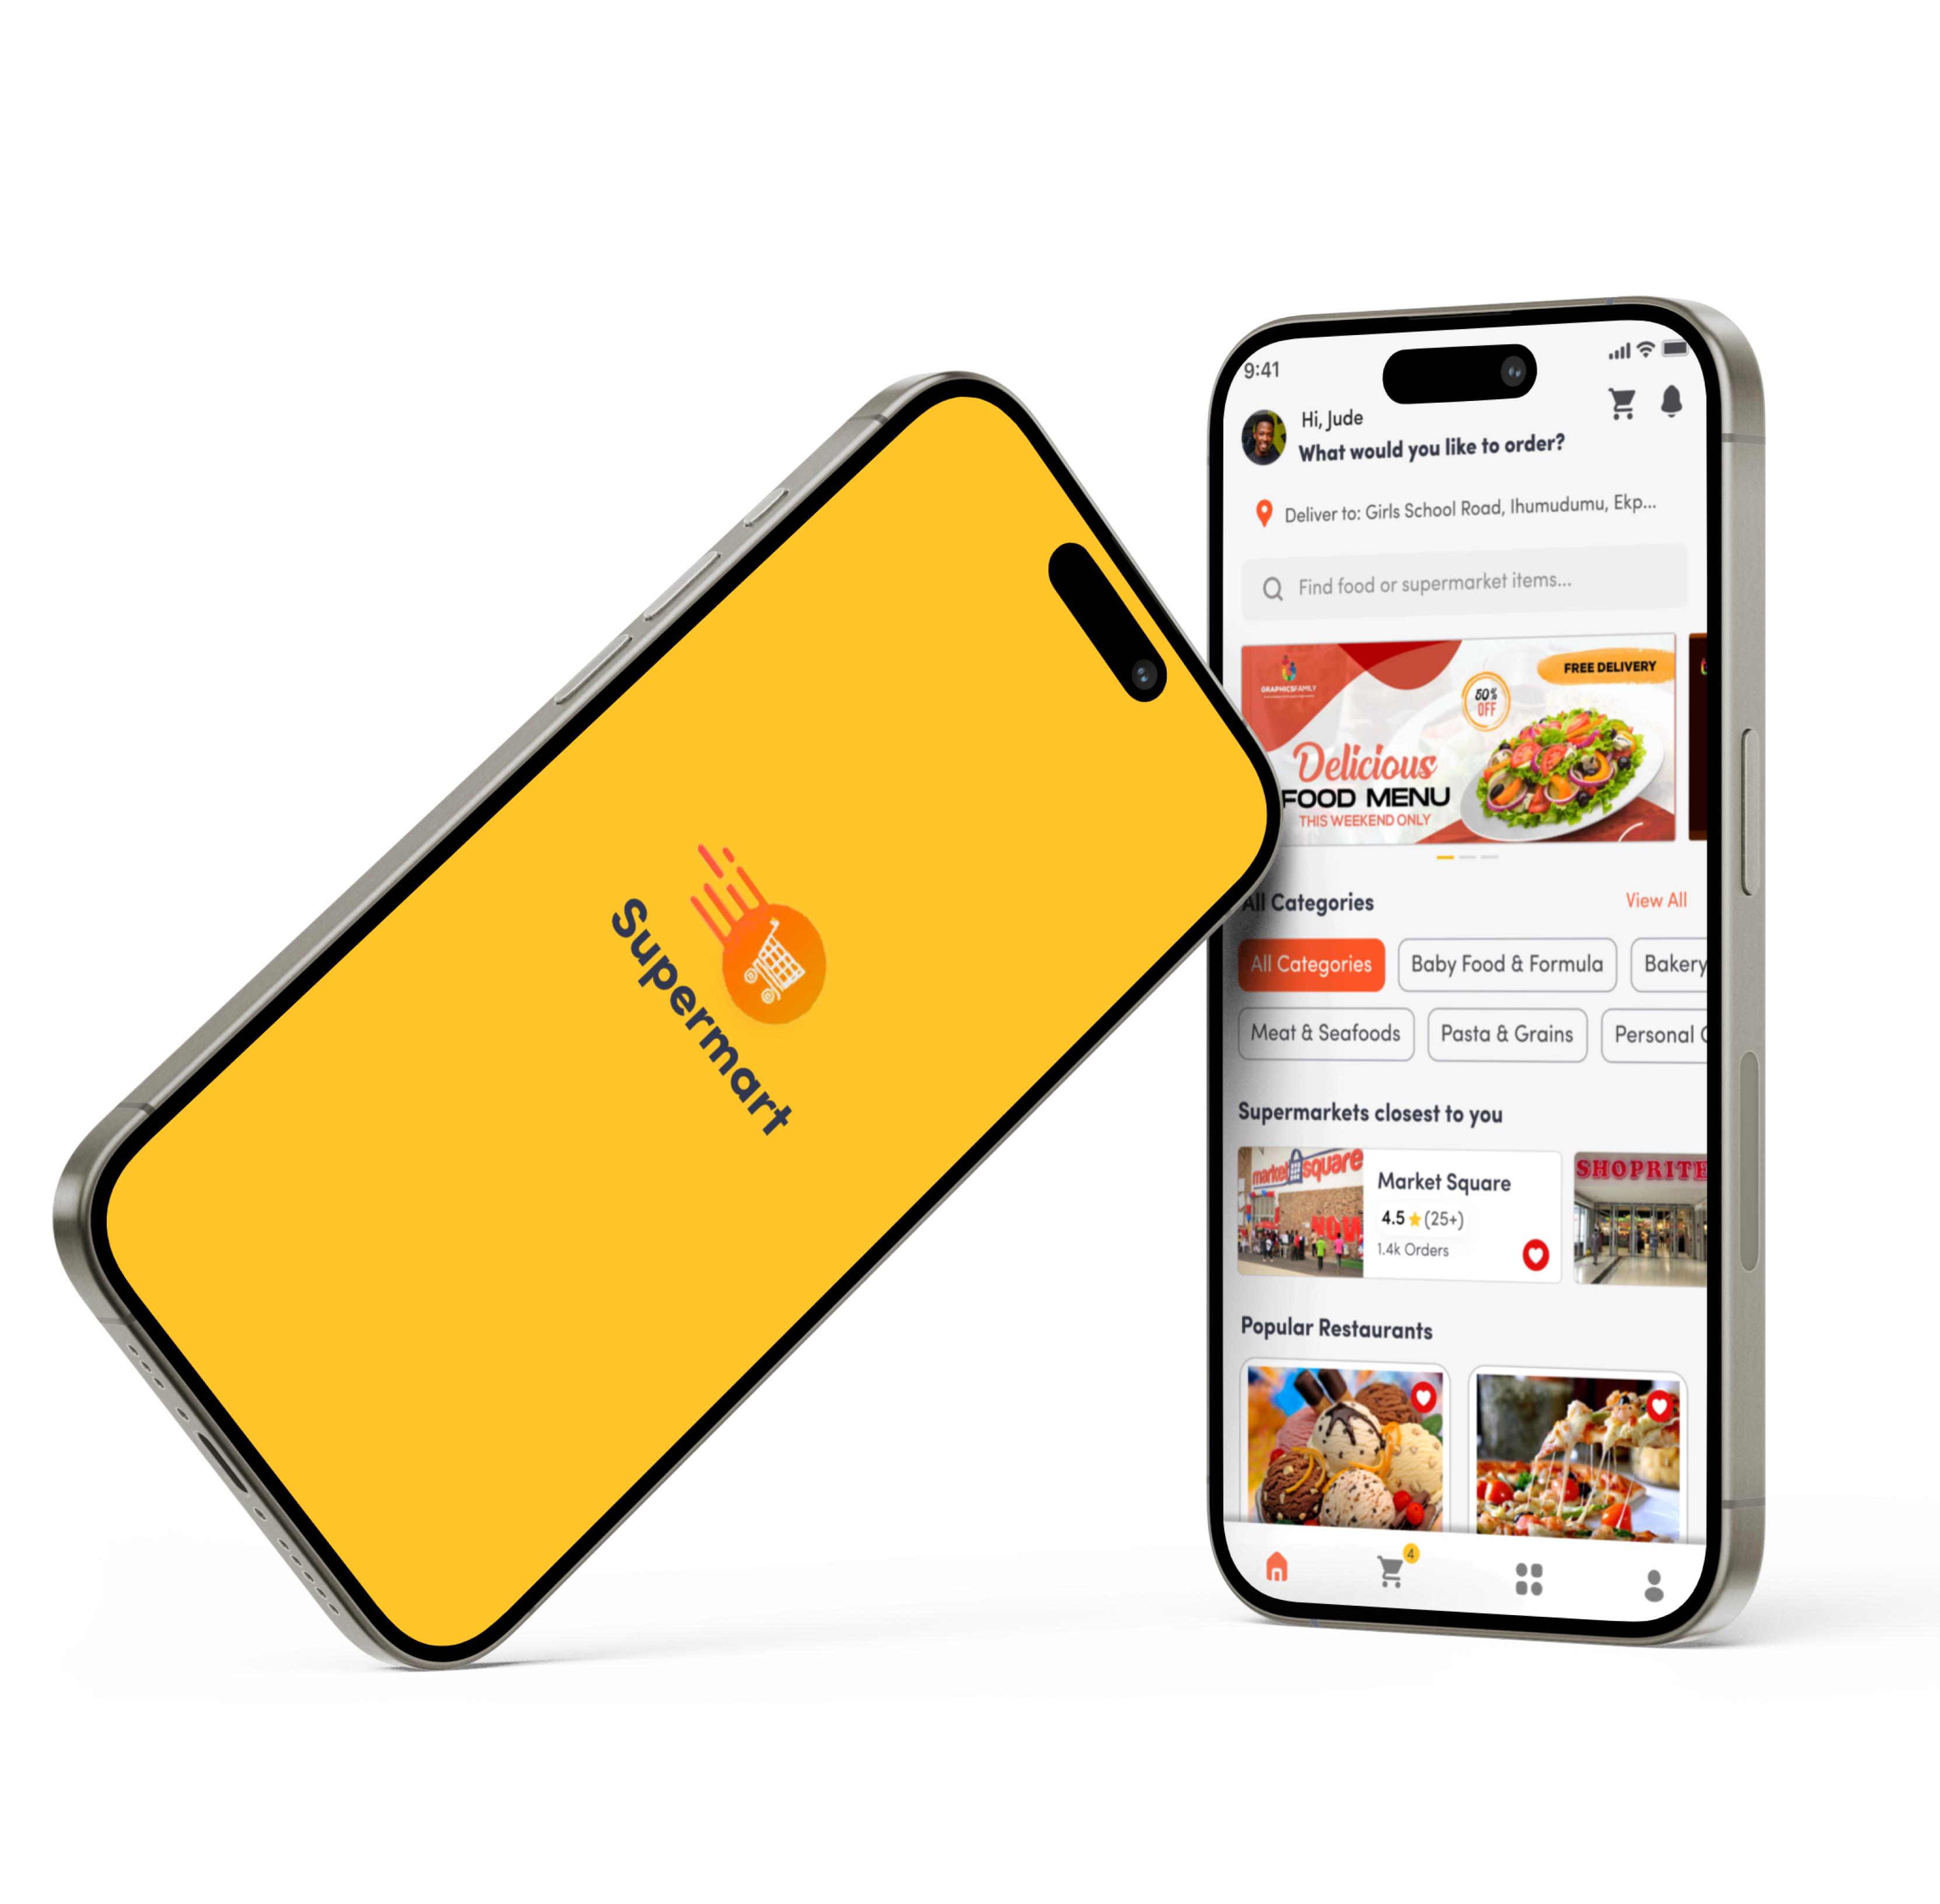 Supermart
9:41
Hi, Jude
What would you like to order?
Deliver to: Girls School Road, Ihumudumu, Ekp...
Find food or supermarket items...
GRAPHICSFAMILY
FREE DELIVERY
50%
OFF
Delicious
FOOD MENU
THIS WEEKEND ONLY
All Categories
View All
All Categories
Baby Food & Formula
Bakery
Meat & Seafoods
Pasta & Grains
Personal
Supermarkets closest to you
market square
NOW
Market Square
4.5 (25+)
1.4k Orders
SHOPRITE
Popular Restaurants
4